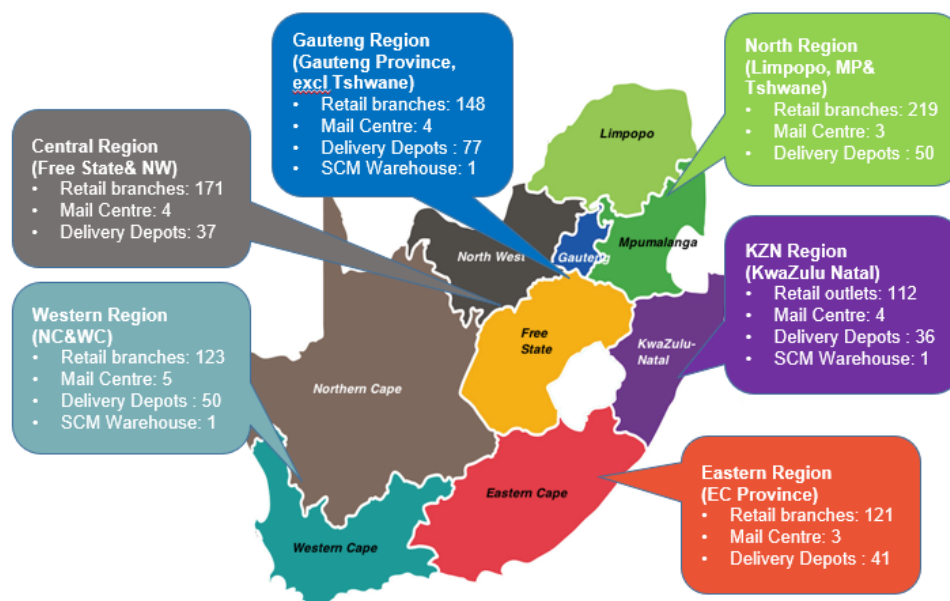 Gauteng Region
(Gauteng Province,
excl Tshwane)
• Retail branches: 148
• Mail Centre: 4
• Delivery Depots : 77
• SCM Warehouse: 1
North Region
(Limpopo, MP&
Tshwane)
• Retail branches: 219
• Mail Centre: 3
• Delivery Depots : 50
Central Region
(Free State& NW)
• Retail branches: 171
• Mail Centre: 4
• Delivery Depots: 37
KZN Region
(KwaZulu Natal)
• Retail outlets: 112
• Mail Centre: 4
• Delivery Depots : 36
• SCM Warehouse: 1
Western Region
(NC&WC)
• Retail branches: 123
• Mail Centre: 5
• Delivery Depots : 50
• SCM Warehouse: 1
Eastern Region
(EC Province)
• Retail branches: 121
• Mail Centre: 3
• Delivery Depots : 41
Limpopo
Mpumalanga
North West
Gauteng
Free
State
KwaZulu-
Natal
Northern Cape
Eastern Cape
Western Cape